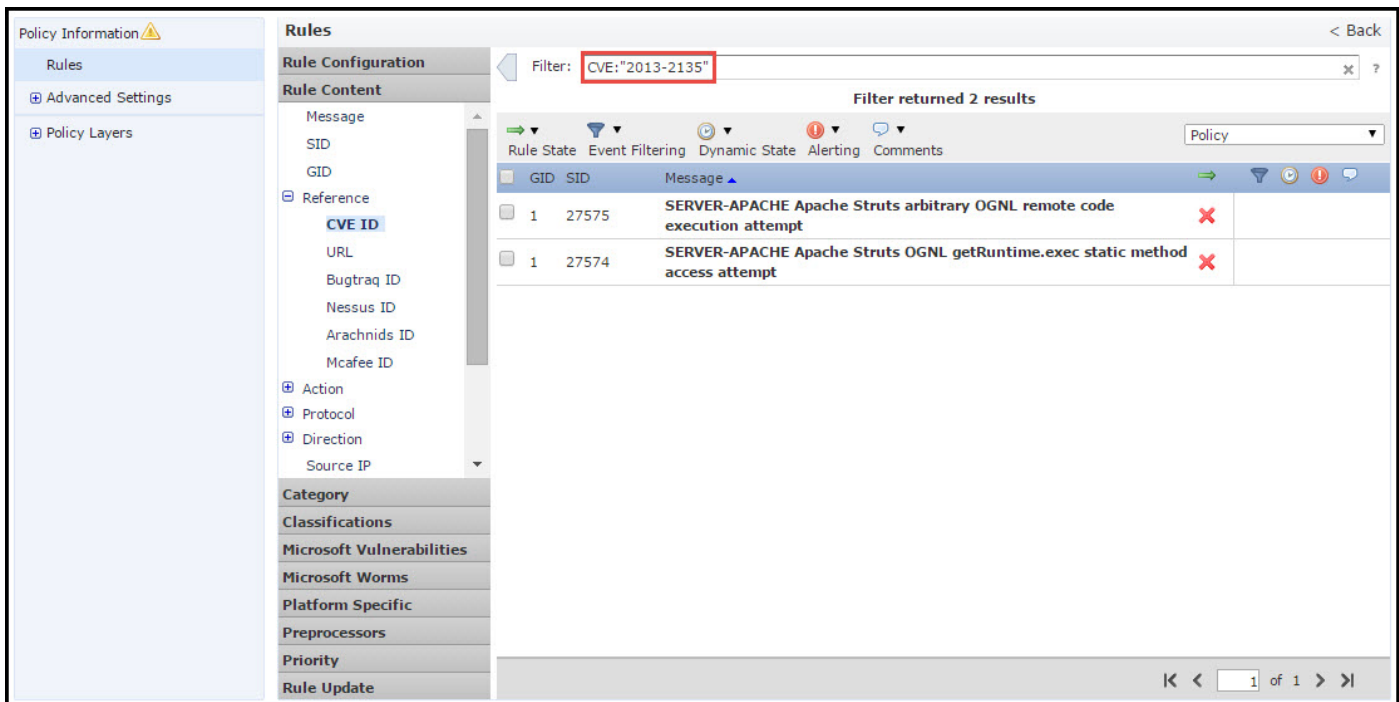 Policy Information
Rules
Advanced Settings
Policy Layers
Rules
< Back
Rule Configuration
Rule Content
Message
SID
GID
Reference
CVE ID
URL
Bugtraq ID
Nessus ID
Arachnids ID
Mcafee ID
Action
Protocol
Direction
Source IP
Category
Classifications
Microsoft Vulnerabilities
Microsoft Worms
Platform Specific
Preprocessors
Priority
Rule Update
Filter: CVE:"2013-2135" ?
Filter returned 2 results
Rule State Event Filtering Dynamic State Alerting Comments
Policy
GID SID Message
1 27575 SERVER-APACHE Apache Struts arbitrary OGNL remote code
execution attempt
1 27574 SERVER-APACHE Apache Struts OGNL getRuntime.exec static method
access attempt
1 of 1